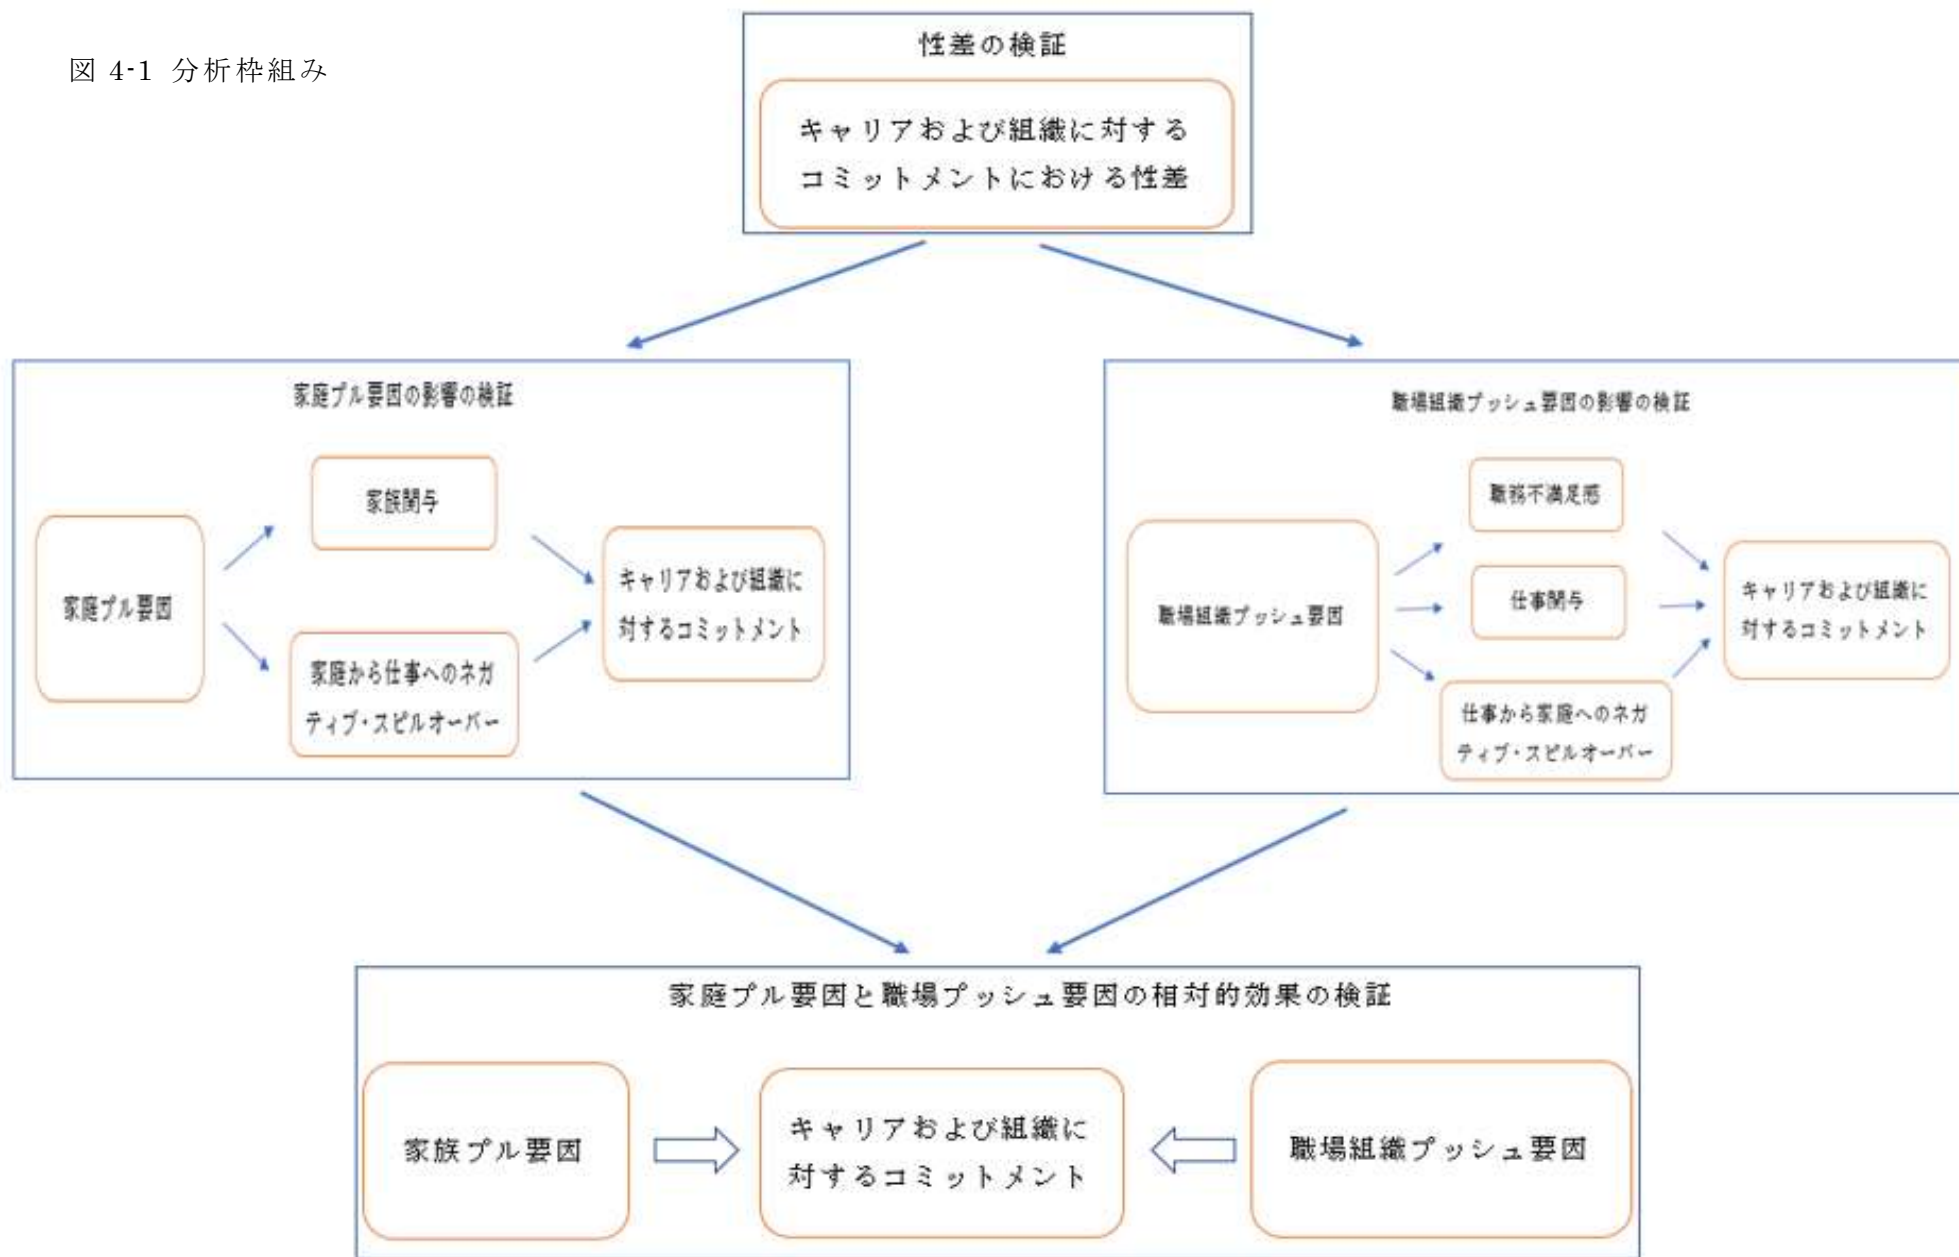 図 4-1 分析枠組み
性差の検証
キャリアおよび組織に対する
コミットメントにおける性差
家庭プル要因の影響の検証
家庭プル要因
家族関与
家庭から仕事へのネガ
ティブ・スピルオーバー
キャリアおよび組織に
対するコミットメント
職場組織プッシュ要因の影響の検証
職場組織プッシュ要因
職務不満足感
仕事関与
仕事から家庭へのネガ
ティブ・スピルオーバー
キャリアおよび組織に
対するコミットメント
家庭プル要因と職場プッシュ要因の相対的効果の検証
家族プル要因
キャリアおよび組織に
対するコミットメント
職場組織プッシュ要因